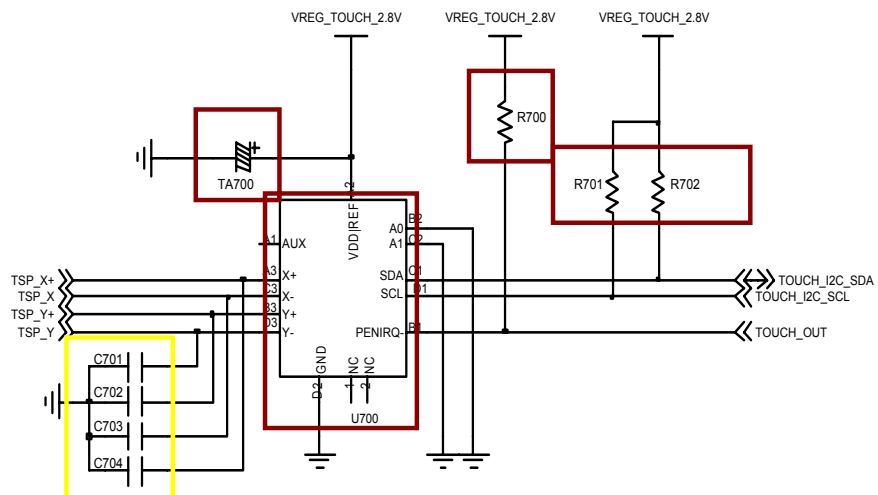 VREG_TOUCH_2.8V VREG_TOUCH_2.8V VREG_TOUCH_2.8V
R700
TA700
R701 R702
VDD|REF
B2
A0
A1 AUX
A1 C2
TSP_X+ A3 X+ SDA C1 TOUCH_I2C_SDA
TSP_X C3 X- SCL D1 TOUCH_I2C_SCL
TSP_Y+ B3 Y+
TSP_Y D3 Y- PENIRQ- B1 TOUCH_OUT
C701
GND NC NC
D2 1 2
C702
U700
C703
C704